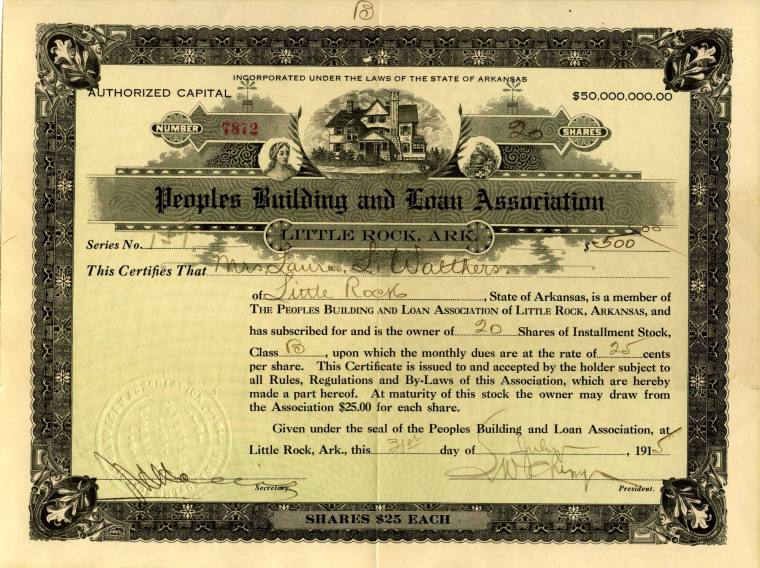 B
INCORPORATED UNDER THE LAWS OF THE STATE OF ARKANSAS
AUTHORIZED CAPITAL $50,000,000.00
NUMBER 7872 20 SHARES
Peoples Building and Loan Association
LITTLE ROCK, ARK.
Series No. $500 00
This Certifies That Mrs Laura L. Walthers
of Little Rock, State of Arkansas, is a member of
THE PEOPLES BUILDING AND LOAN ASSOCIATION OF LITTLE ROCK, ARKANSAS, and
has subscribed for and is the owner of 20 Shares of Installment Stock,
Class B, upon which the monthly dues are at the rate of 25 cents
per share. This Certificate is issued to and accepted by the holder subject to
all Rules, Regulations and By-Laws of this Association, which are hereby
made a part hereof. At maturity of this stock the owner may draw from
the Association $25.00 for each share.
Given under the seal of the Peoples Building and Loan Association, at
Little Rock, Ark., this 31st day of July, 1915
Secretary President.
SHARES $25 EACH